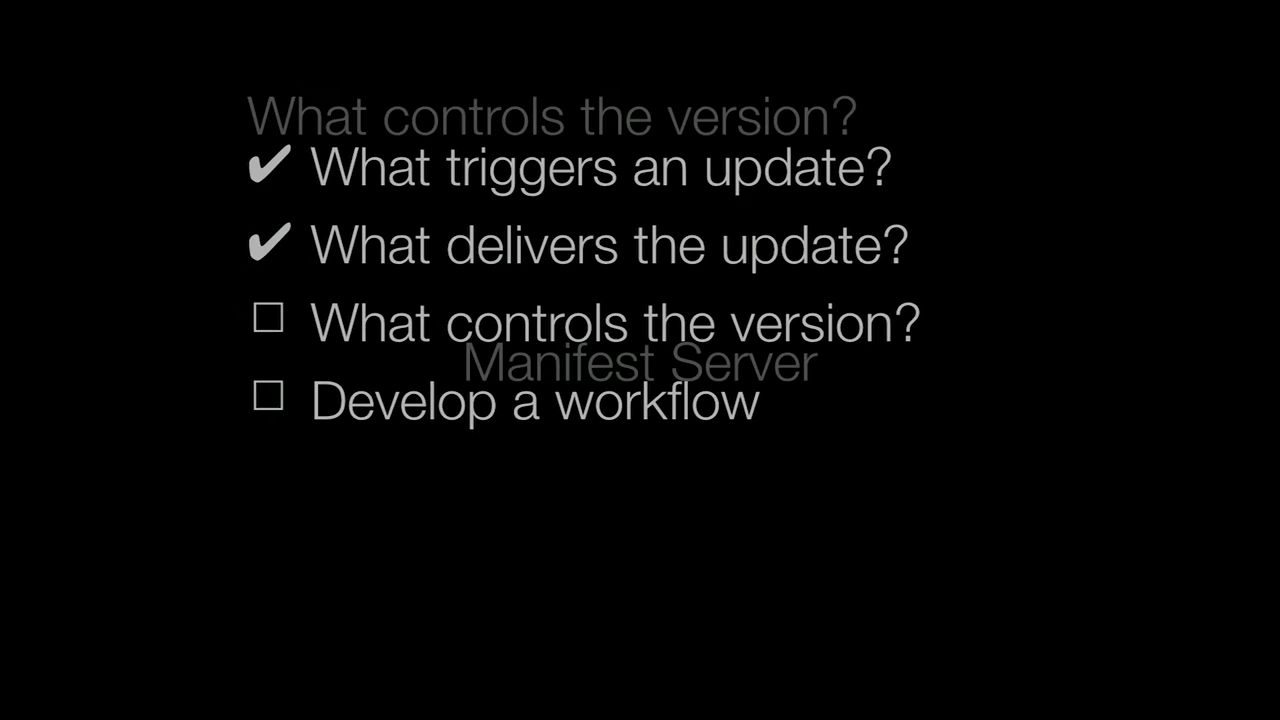 What controls the version?
✔ What triggers an update?
✔ What delivers the update?
☐ What controls the version?
Manifest Server
☐ Develop a workflow